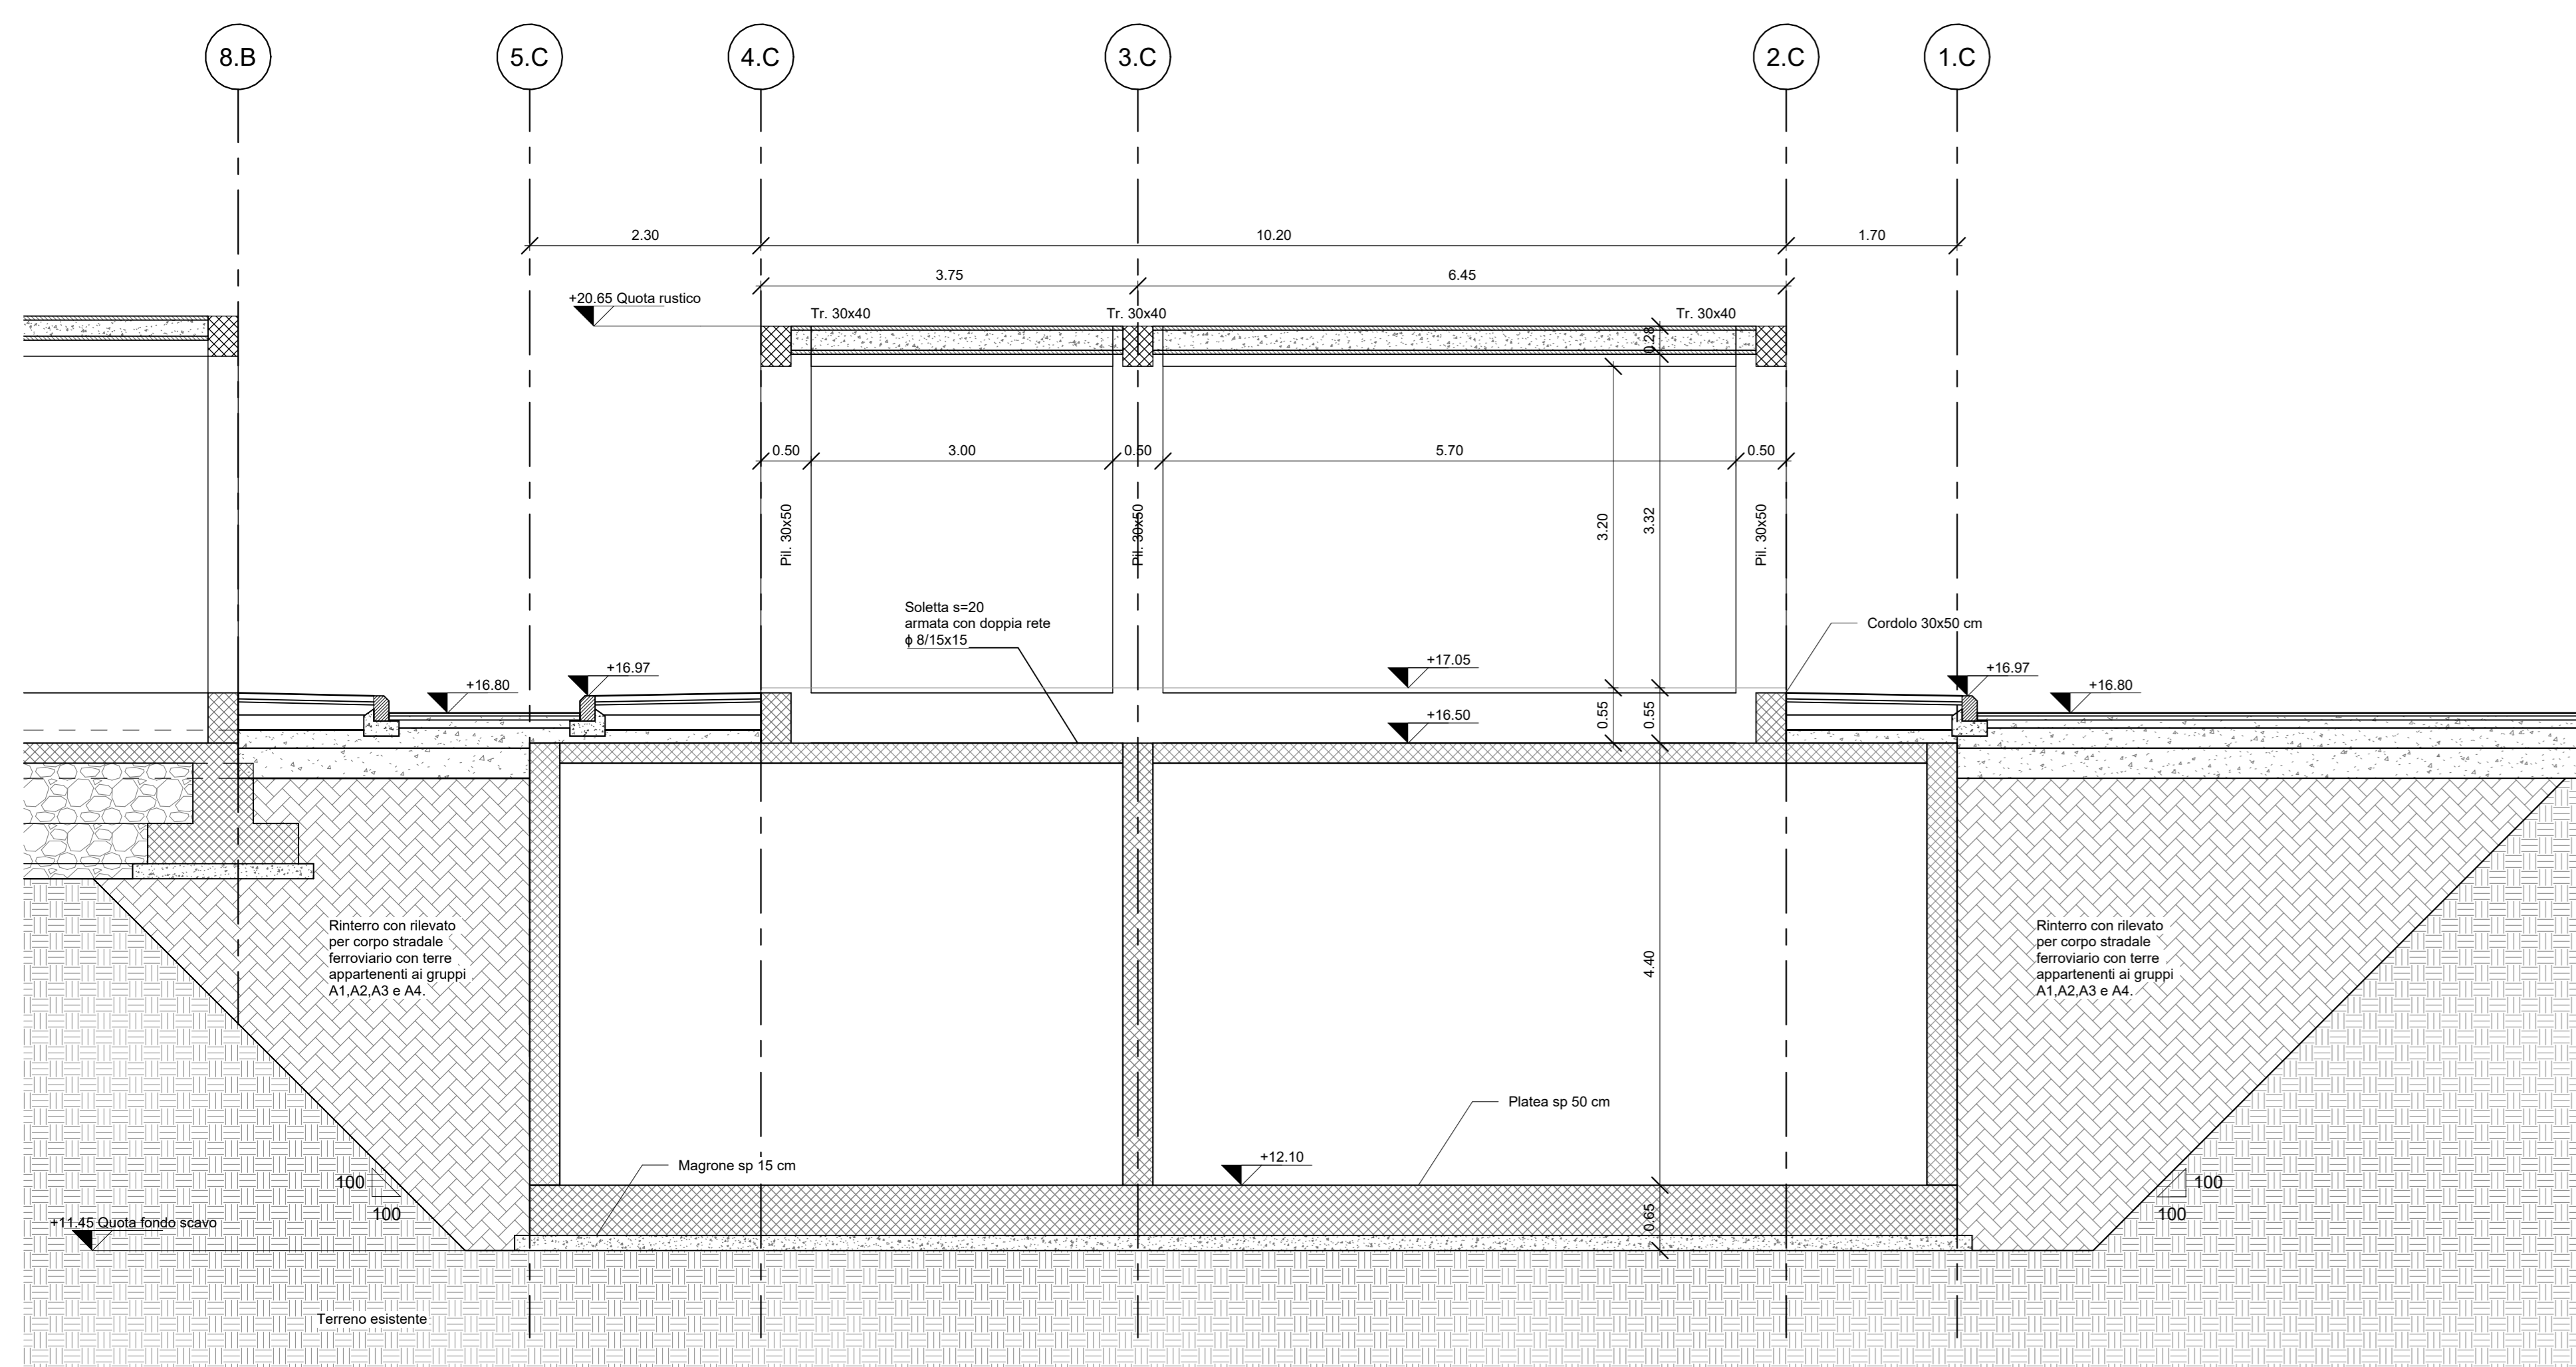 8.B
5.C
4.C
3.C
2.C
1.C
2.30
10.20
1.70
3.75
6.45
+20.65 Quota rustico
Tr. 30x40
Tr. 30x40
Tr. 30x40
0.28
0.50
3.00
0.50
5.70
0.50
Pil. 30x50
Pil. 30x50
Pil. 30x50
3.20
3.32
Soletta s=20
armata con doppia rete
ϕ 8/15x15
Cordolo 30x50 cm
+16.80
+16.97
+17.05
+16.97
+16.80
+16.50
0.55
0.55
Rinterro con rilevato
per corpo stradale
ferroviario con terre
appartenenti ai gruppi
A1,A2,A3 e A4.
4.40
Rinterro con rilevato
per corpo stradale
ferroviario con terre
appartenenti ai gruppi
A1,A2,A3 e A4.
Platea sp 50 cm
Magrone sp 15 cm
+12.10
100
100
100
100
+11.45 Quota fondo scavo
0.65
Terreno esistente